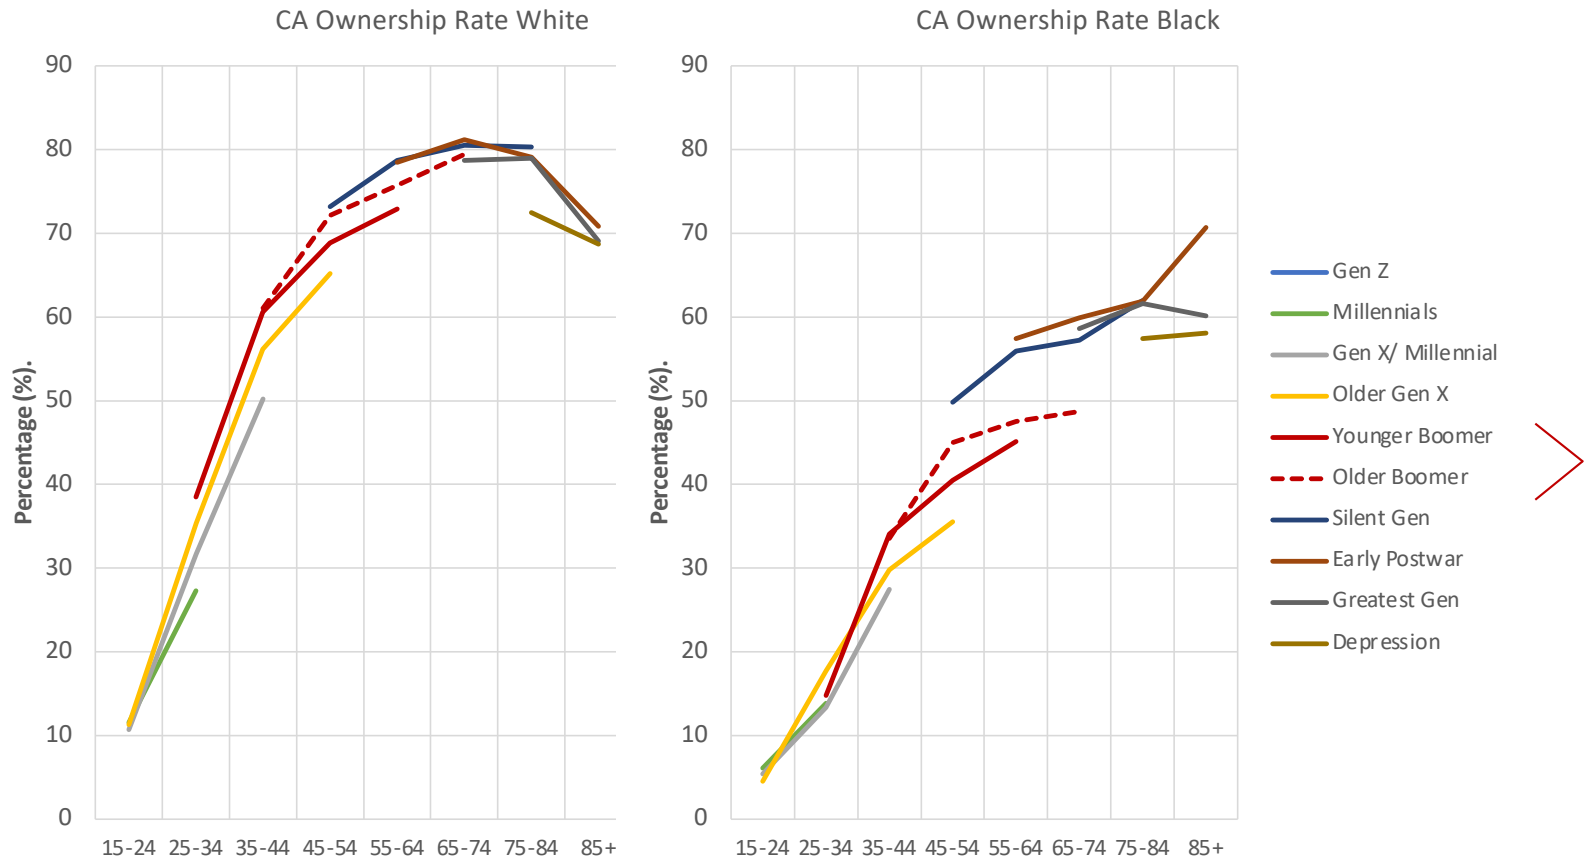 CA Ownership Rate White
90
80
70
60
50
40
30
20
10
0
Percentage (%).
15-24 25-34 35-44 45-54 55-64 65-74 75-84 85+
CA Ownership Rate Black
90
80
70
60
50
40
30
20
10
0
Percentage (%).
15-24 25-34 35-44 45-54 55-64 65-74 75-84 85+
Gen Z
Millennials
Gen X/ Millennial
Older Gen X
Younger Boomer
Older Boomer
Silent Gen
Early Postwar
Greatest Gen
Depression